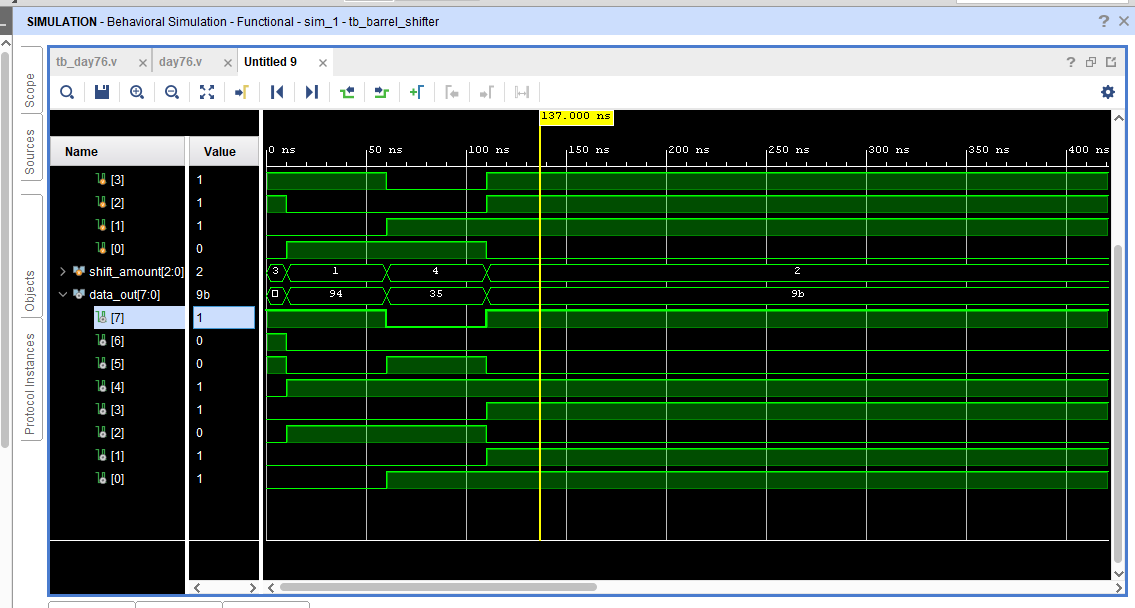 SIMULATION - Behavioral Simulation - Functional - sim_1 - tb_barrel_shifter
?
Scope
Sources
Objects
Protocol Instances
tb_day76.v
day76.v
Untitled 9
?
137.000 ns
Name Value
0 ns 50 ns 100 ns 150 ns 200 ns 250 ns 300 ns 350 ns 400 ns
[3] 1
[2] 1
[1] 1
[0] 0
shift_amount[2:0] 2 3 1 4 2
data_out[7:0] 9b 94 35 9b
[7] 1
[6] 0
[5] 0
[4] 1
[3] 1
[2] 0
[1] 1
[0] 1